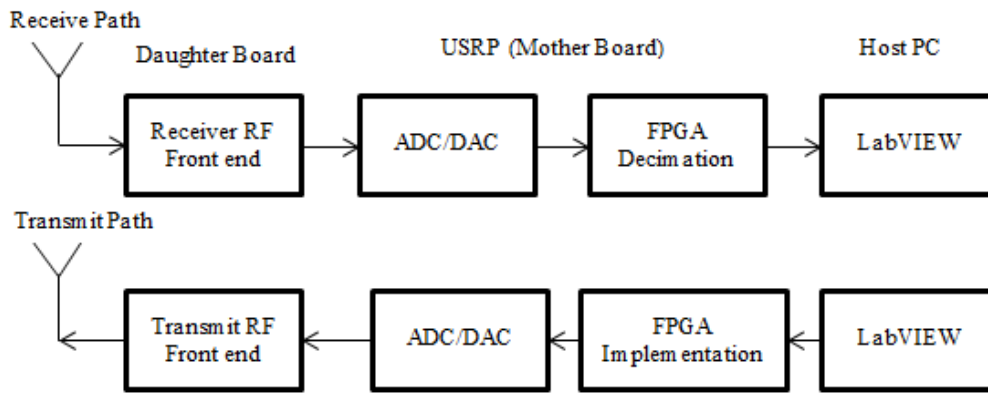 Receive Path
Daughter Board
USRP (Mother Board)
Host PC
Receiver RF
Front end
ADC/DAC
FPGA
Decimation
LabVIEW
Transmit Path
Transmit RF
Front end
ADC/DAC
FPGA
Implementation
LabVIEW